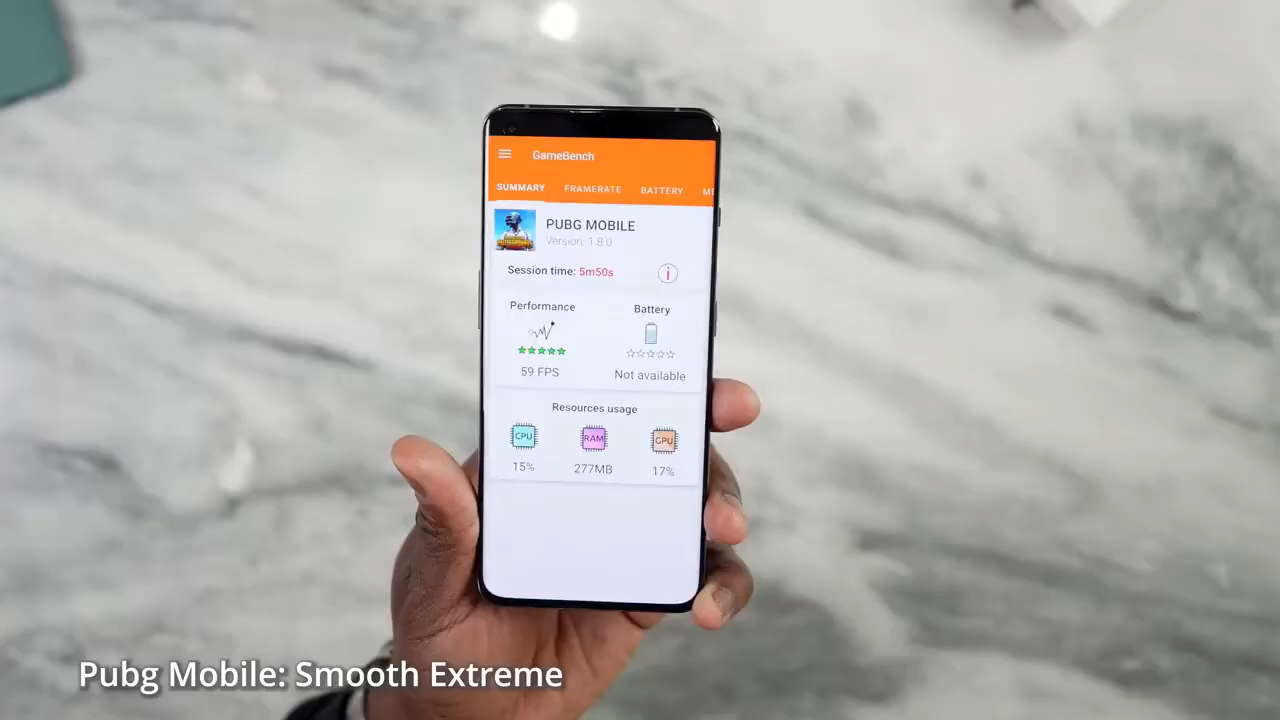 GameBench
SUMMARY FRAMERATE BATTERY ME
PUBG MOBILE
Version: 1.8.0
Session time: 5m50s
Performance Battery
59 FPS Not available
Resources usage
CPU RAM GPU
15% 277MB 17%
Pubg Mobile: Smooth Extreme